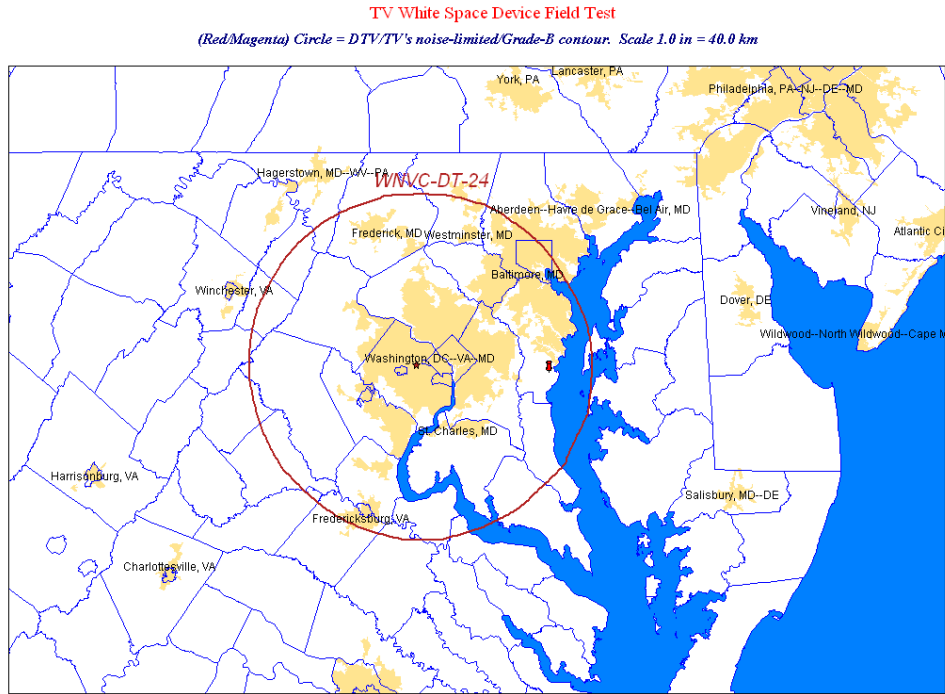 TV White Space Device Field Test
(Red/Magenta) Circle = DTV/TV's noise-limited/Grade-B contour. Scale 1.0 in = 40.0 km
York, PA
Lancaster, PA
Philadelphia, PA--NJ--DE--MD
Hagerstown, MD--WV--PA
WNVC-DT-24
Aberdeen--Havre de Grace--Bel Air, MD
Vineland, NJ
Frederick, MD
Westminster, MD
Atlantic Ci
Baltimore, MD
Winchester, VA
Dover, DE
Wildwood--North Wildwood--Cape M
Washington, DC--VA--MD
St. Charles, MD
Harrisonburg, VA
Salisbury, MD--DE
Fredericksburg, VA
Charlottesville, VA